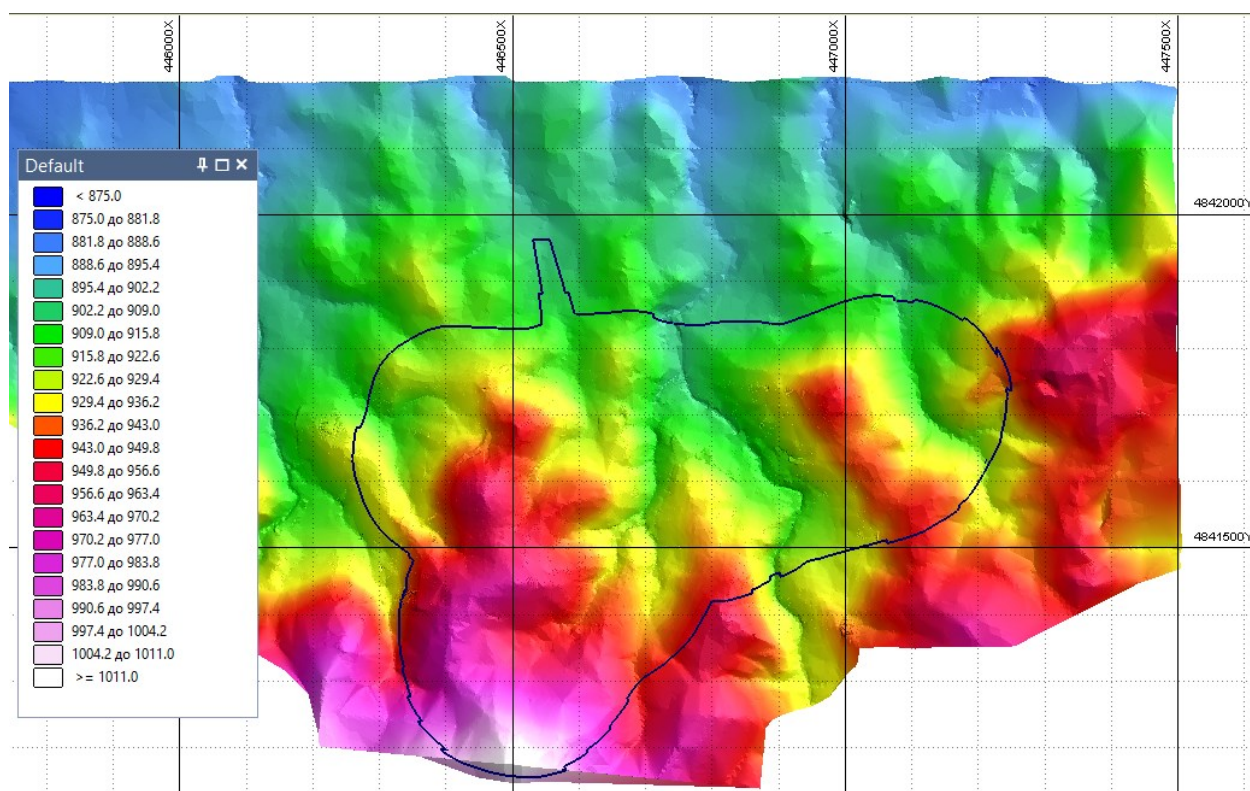 446000X
446500X
447000X
447500X
Default
< 875.0
875.0 до 881.8
881.8 до 888.6
888.6 до 895.4
895.4 до 902.2
902.2 до 909.0
909.0 до 915.8
915.8 до 922.6
922.6 до 929.4
929.4 до 936.2
936.2 до 943.0
943.0 до 949.8
949.8 до 956.6
956.6 до 963.4
963.4 до 970.2
970.2 до 977.0
977.0 до 983.8
983.8 до 990.6
990.6 до 997.4
997.4 до 1004.2
1004.2 до 1011.0
>= 1011.0
4842000Y
4841500Y